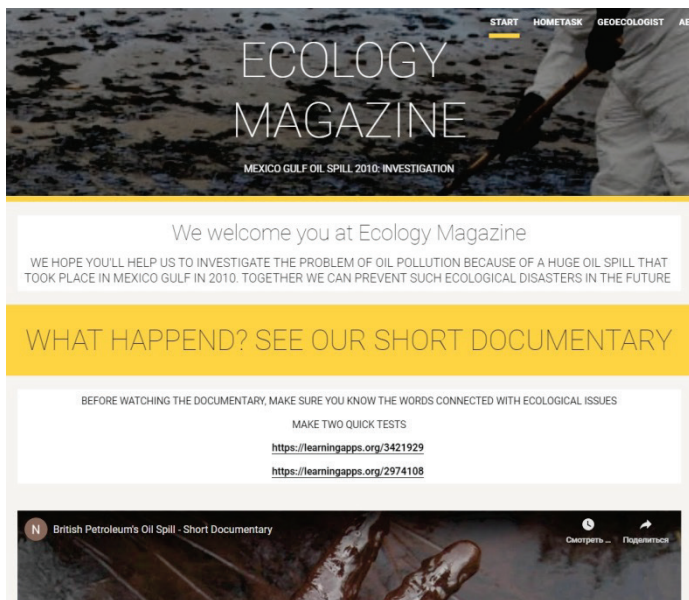 START HOMETASK GEOECOLOGIST
ECOLOGY
MAGAZINE
MEXICO GULF OIL SPILL 2010: INVESTIGATION
We welcome you at Ecology Magazine
WE HOPE YOU'LL HELP US TO INVESTIGATE THE PROBLEM OF OIL POLLUTION BECAUSE OF A HUGE OIL SPILL THAT
TOOK PLACE IN MEXICO GULF IN 2010. TOGETHER WE CAN PREVENT SUCH ECOLOGICAL DISASTERS IN THE FUTURE
WHAT HAPPEND? SEE OUR SHORT DOCUMENTARY
BEFORE WATCHING THE DOCUMENTARY, MAKE SURE YOU KNOW THE WORDS CONNECTED WITH ECOLOGICAL ISSUES
MAKE TWO QUICK TESTS
https://learningapps.org/3421929
https://learningapps.org/2974108
N British Petroleum's Oil Spill - Short Documentary
Смотреть ... Поделиться